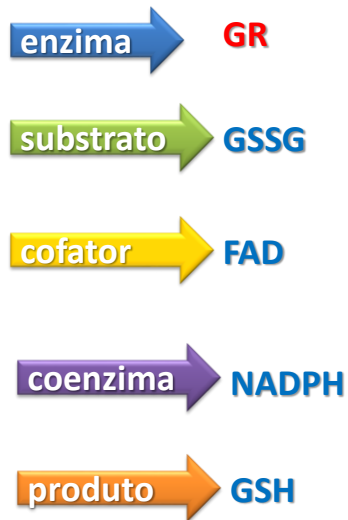 enzima GR
substrato GSSG
cofator FAD
coenzima NADPH
produto GSH